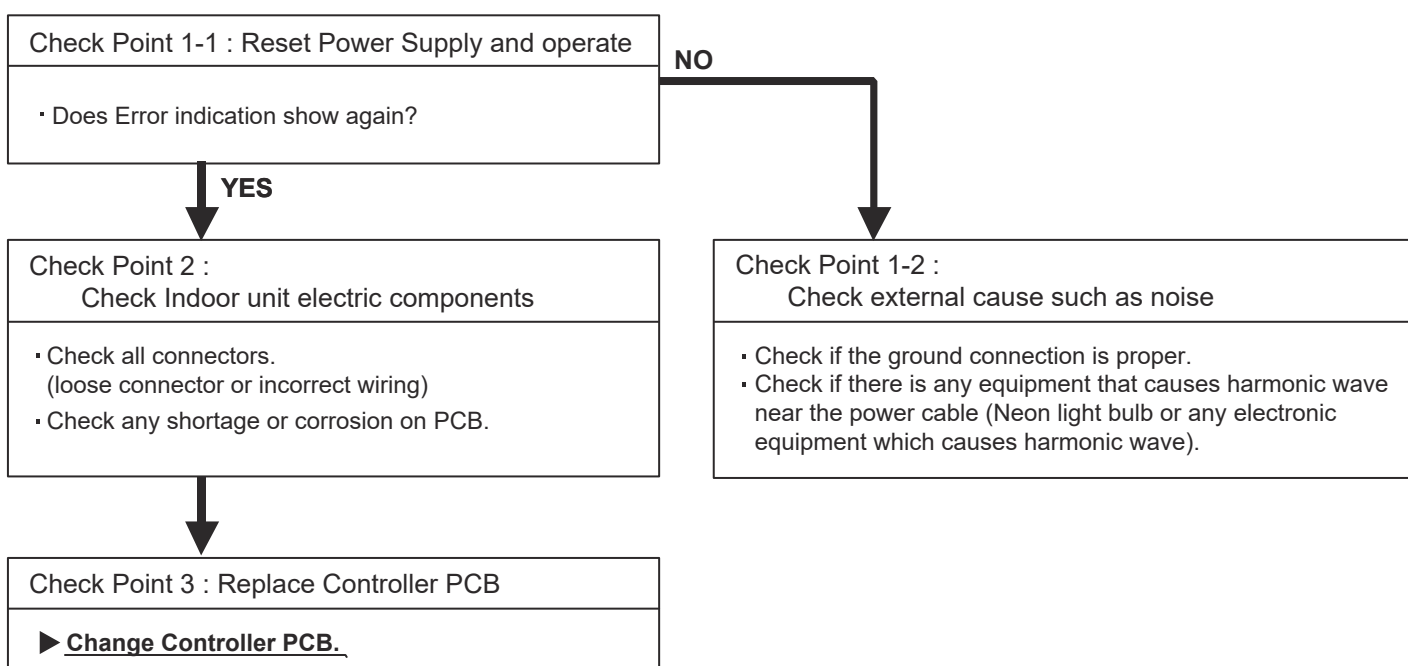 Check Point 1-1 : Reset Power Supply and operate
NO
・Does Error indication show again?
YES
Check Point 2 :
Check Indoor unit electric components
・Check all connectors.
(loose connector or incorrect wiring)
・Check any shortage or corrosion on PCB.
Check Point 1-2 :
Check external cause such as noise
・Check if the ground connection is proper.
・Check if there is any equipment that causes harmonic wave
near the power cable (Neon light bulb or any electronic
equipment which causes harmonic wave).
Check Point 3 : Replace Controller PCB
▶ Change Controller PCB.